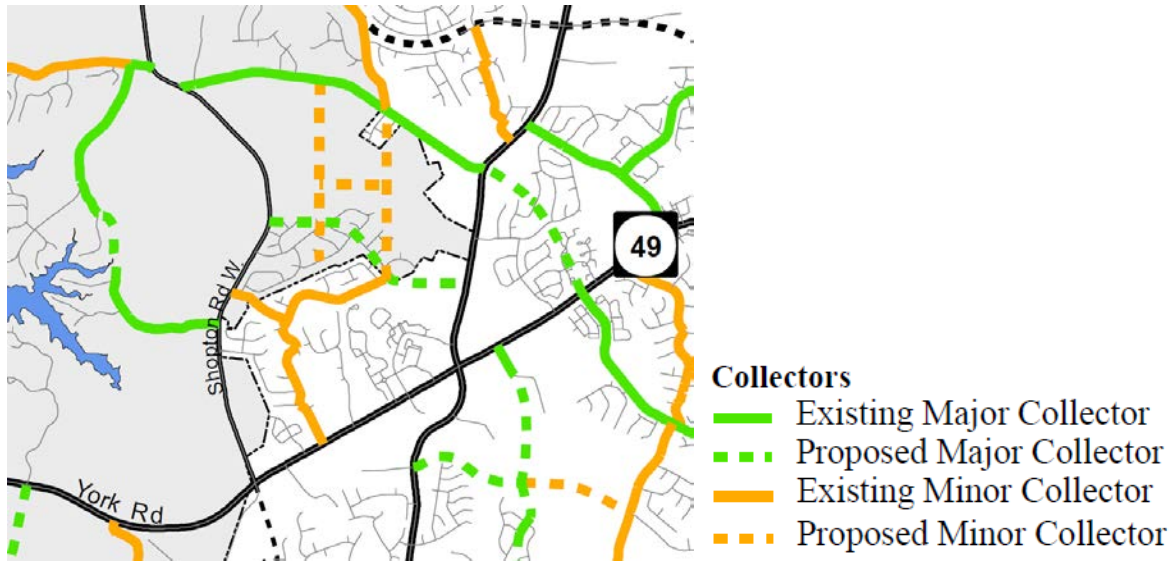 49
Shopton Rd W
York Rd
Collectors
Existing Major Collector
Proposed Major Collector
Existing Minor Collector
Proposed Minor Collector